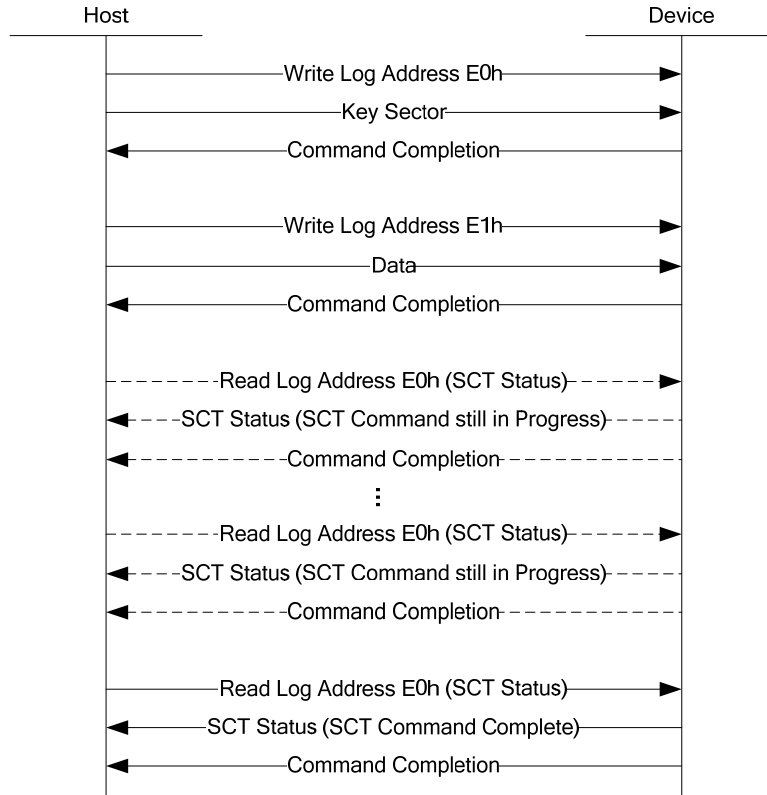 Host Device
Write Log Address E0h
Key Sector
Command Completion
Write Log Address E1h
Data
Command Completion
Read Log Address E0h (SCT Status)
SCT Status (SCT Command still in Progress)
Command Completion
⋮
Read Log Address E0h (SCT Status)
SCT Status (SCT Command still in Progress)
Command Completion
Read Log Address E0h (SCT Status)
SCT Status (SCT Command Complete)
Command Completion